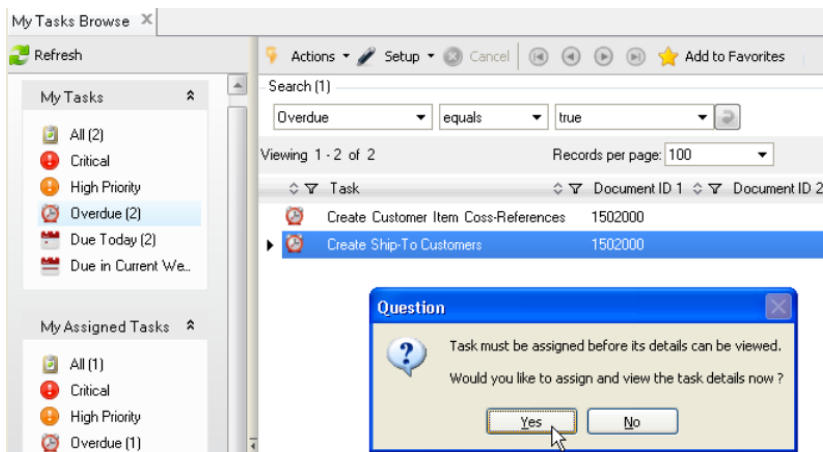 My Tasks Browse
Refresh
Actions Setup Cancel Add to Favorites
My Tasks
All (2)
Critical
High Priority
Overdue (2)
Due Today (2)
Due in Current We...
My Assigned Tasks
All (1)
Critical
High Priority
Overdue (1)
Search (1)
Overdue equals true
Viewing 1 - 2 of 2 Records per page: 100
Task Document ID 1 Document ID 2
Create Customer Item Coss-References 1502000
Create Ship-To Customers 1502000
Question
Task must be assigned before its details can be viewed.
Would you like to assign and view the task details now ?
Yes No